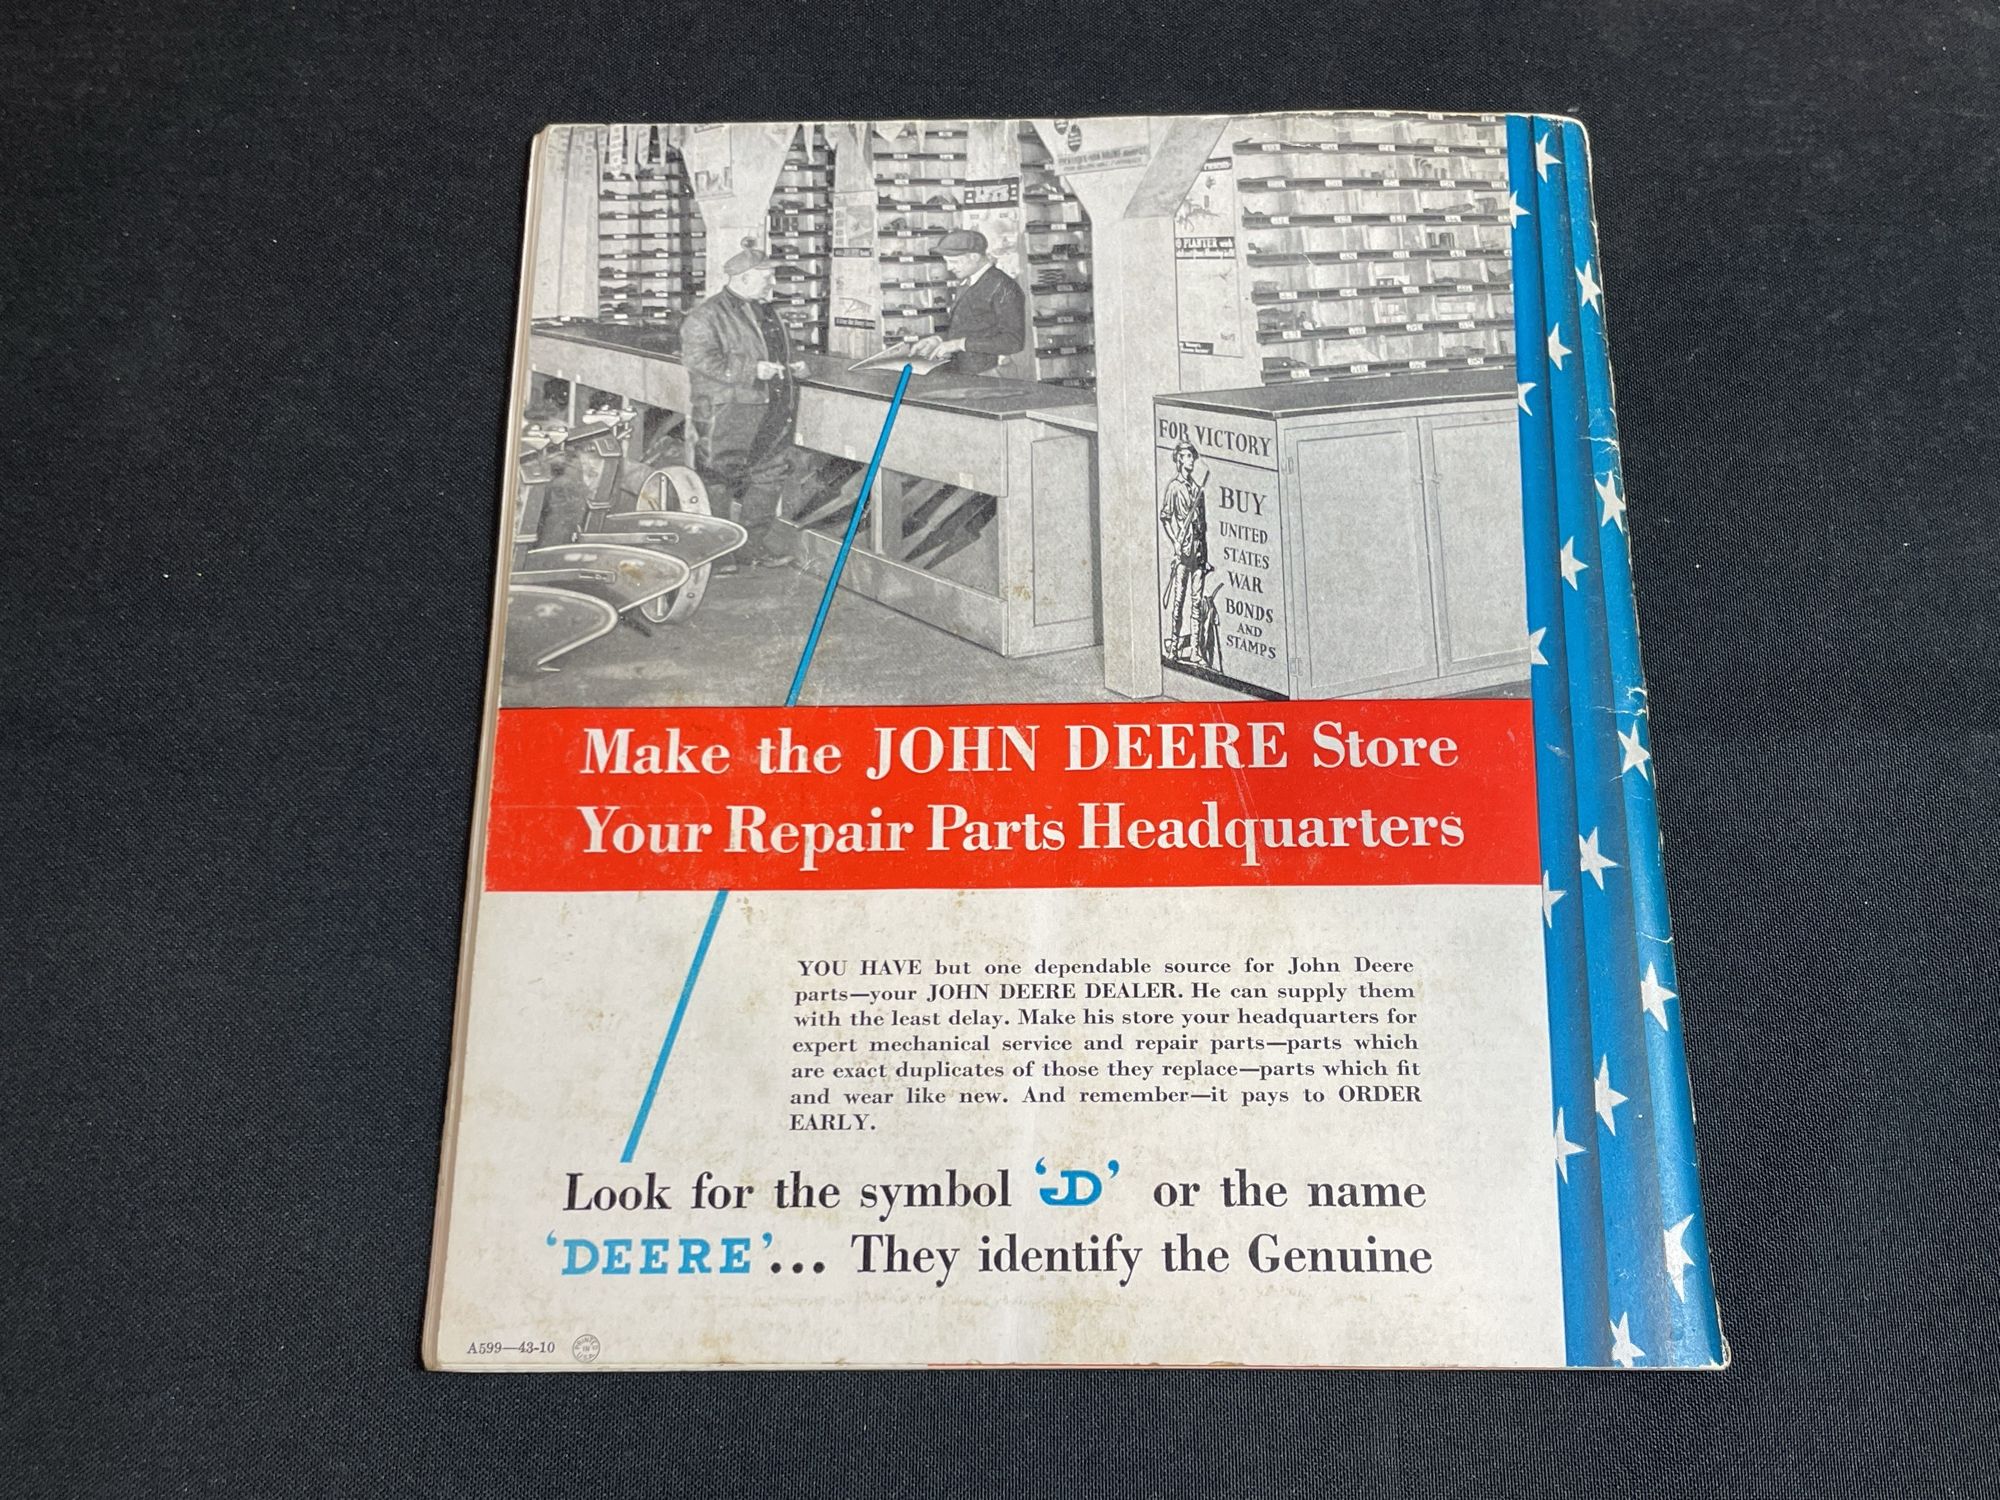 PLANTER with
FOR VICTORY
BUY
UNITED
STATES
WAR
BONDS
AND
STAMPS
Make the JOHN DEERE Store
Your Repair Parts Headquarters
YOU HAVE but one dependable source for John Deere
parts—your JOHN DEERE DEALER. He can supply them
with the least delay. Make his store your headquarters for
expert mechanical service and repair parts—parts which
are exact duplicates of those they replace—parts which fit
and wear like new. And remember—it pays to ORDER
EARLY.
Look for the symbol ‘JD’ or the name
‘DEERE’... They identify the Genuine
A599—43-10 PRINTED IN U.S.A.